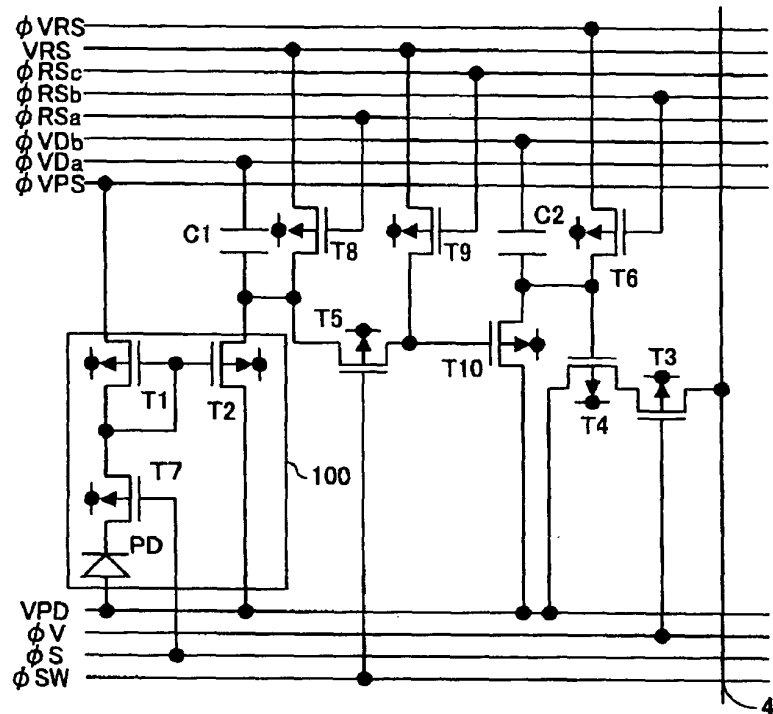 φVRS
VRS
φRSc
φRSb
φRSa
φVDb
φVDa
φVPS
C1
T8
T9
C2
T6
T5
T10
T3
T4
T1
T2
T7
100
PD
VPD
φV
φS
φSW
4